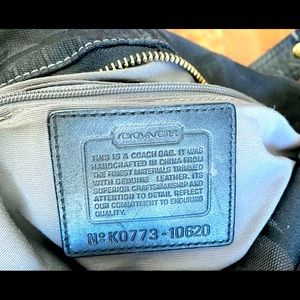 COACH
THIS IS A COACH BAG. IT WAS
HANDCRAFTED IN CHINA FROM
THE FINEST MATERIALS TRIMMED
WITH GENUINE LEATHER. ITS
SUPERIOR CRAFTSMANSHIP AND
ATTENTION TO DETAIL REFLECT
OUR COMMITMENT TO ENDURING
QUALITY.
Nº K0773-10620